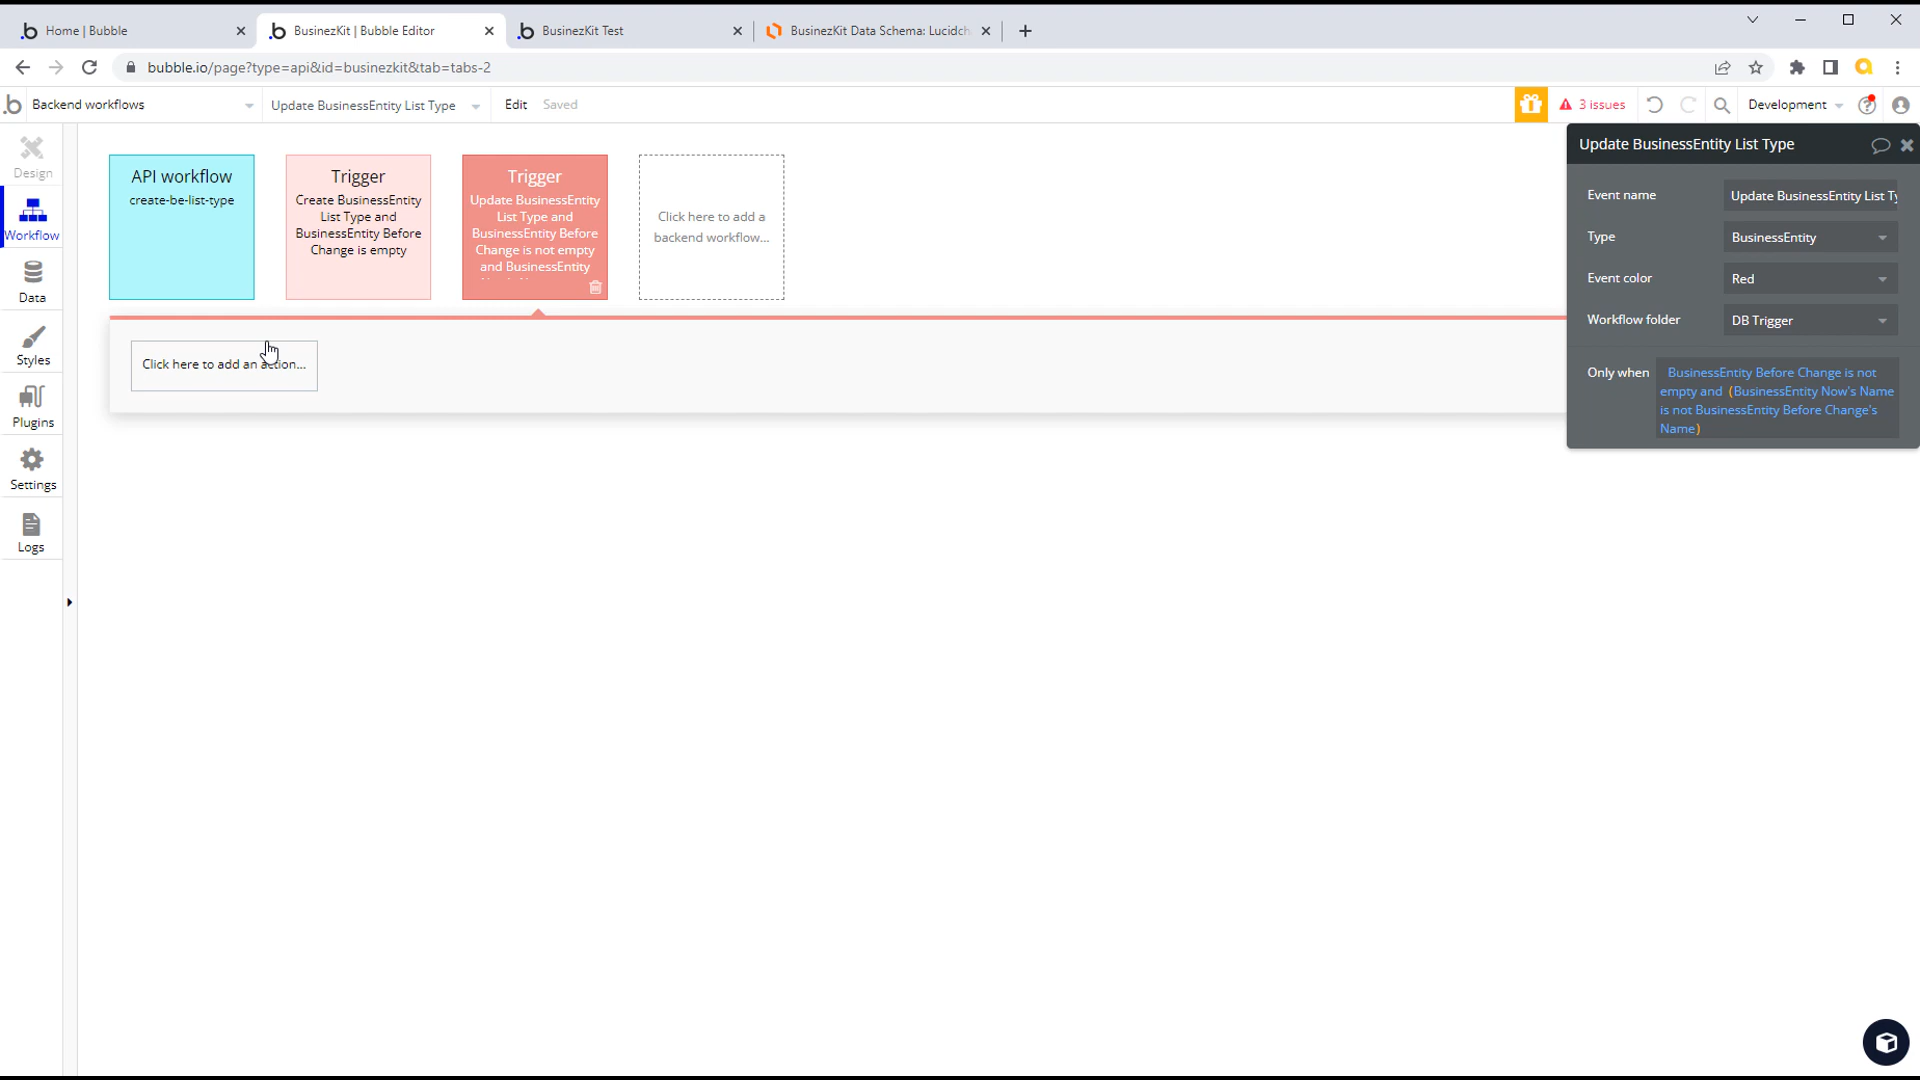 Home | Bubble
BusinezKit | Bubble Editor
BusinezKit Test
BusinezKit Data Schema: Lucidch
bubble.io/page?type=api&id=businezkit&tab=tabs-2
Backend workflows
Update BusinessEntity List Type
Edit
Saved
3 issues
Development
Design
Workflow
Data
Styles
Plugins
Settings
Logs
API workflow
create-be-list-type
Trigger
Create BusinessEntity
List Type and
BusinessEntity Before
Change is empty
Trigger
Update BusinessEntity
List Type and
BusinessEntity Before
Change is not empty
and BusinessEntity
Click here to add a
backend workflow...
Click here to add an action...
Update BusinessEntity List Type
Event name
Update BusinessEntity List Ty
Type
BusinessEntity
Event color
Red
Workflow folder
DB Trigger
Only when
BusinessEntity Before Change is not
empty and (BusinessEntity Now's Name
is not BusinessEntity Before Change's
Name)